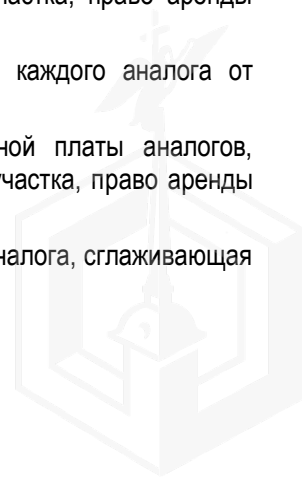 участка, право аренды
каждого аналога от
ной платы аналогов,
участка, право аренды
налога, сглаживающая